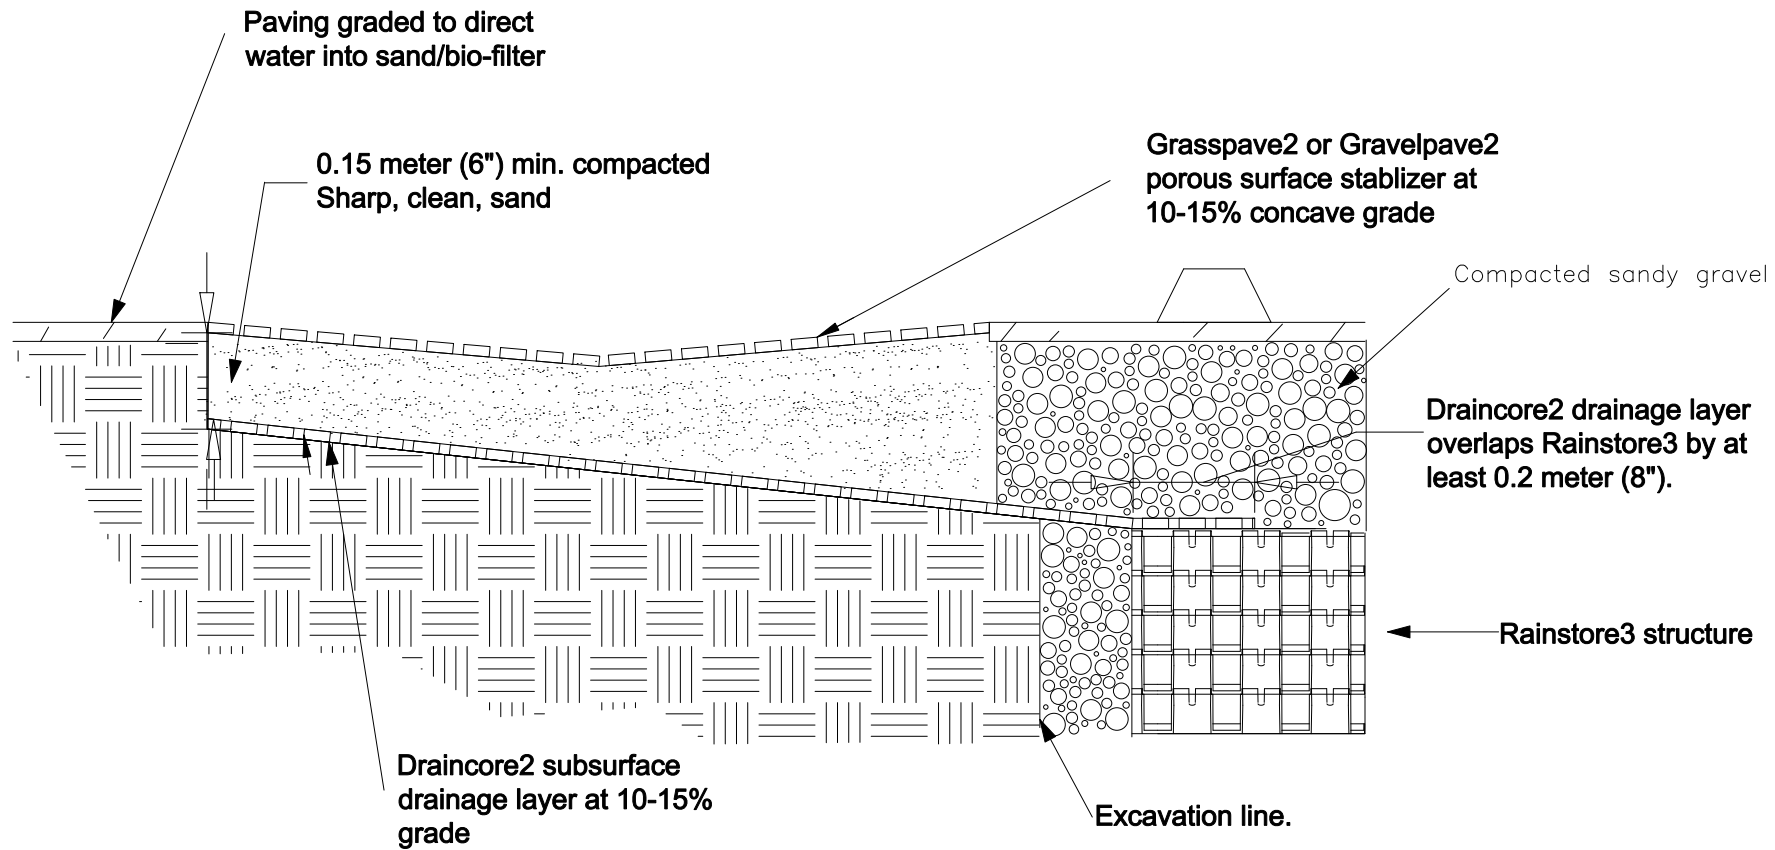 Paving graded to direct
water into sand/bio-filter
0.15 meter (6") min. compacted
Sharp, clean, sand
Grasspave2 or Gravelpave2
porous surface stablizer at
10-15% concave grade
Compacted sandy gravel
Draincore2 drainage layer
overlaps Rainstore3 by at
least 0.2 meter (8").
Rainstore3 structure
Draincore2 subsurface
drainage layer at 10-15%
grade
Excavation line.